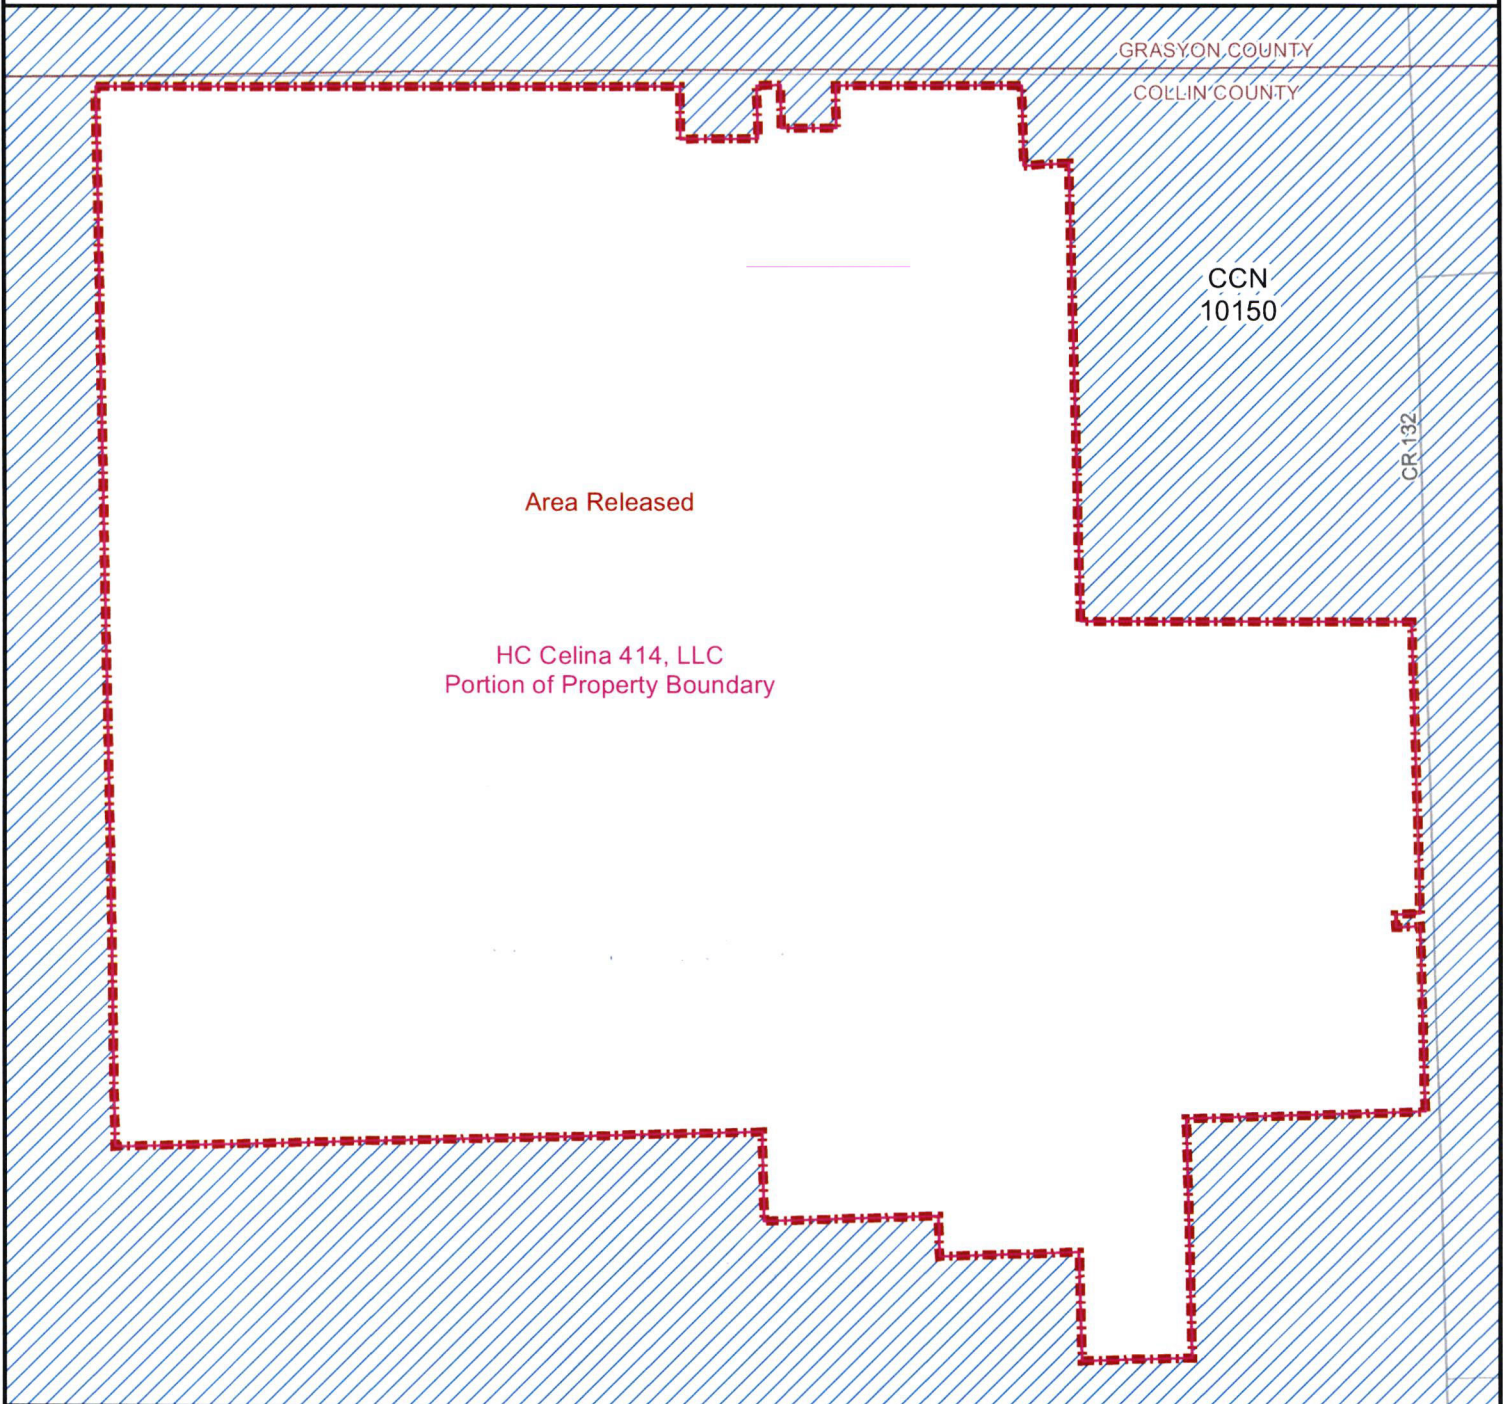 GRASYON COUNTY
COLLIN COUNTY
CCN
10150
CR 132
Area Released
HC Celina 414, LLC
Portion of Property Boundary